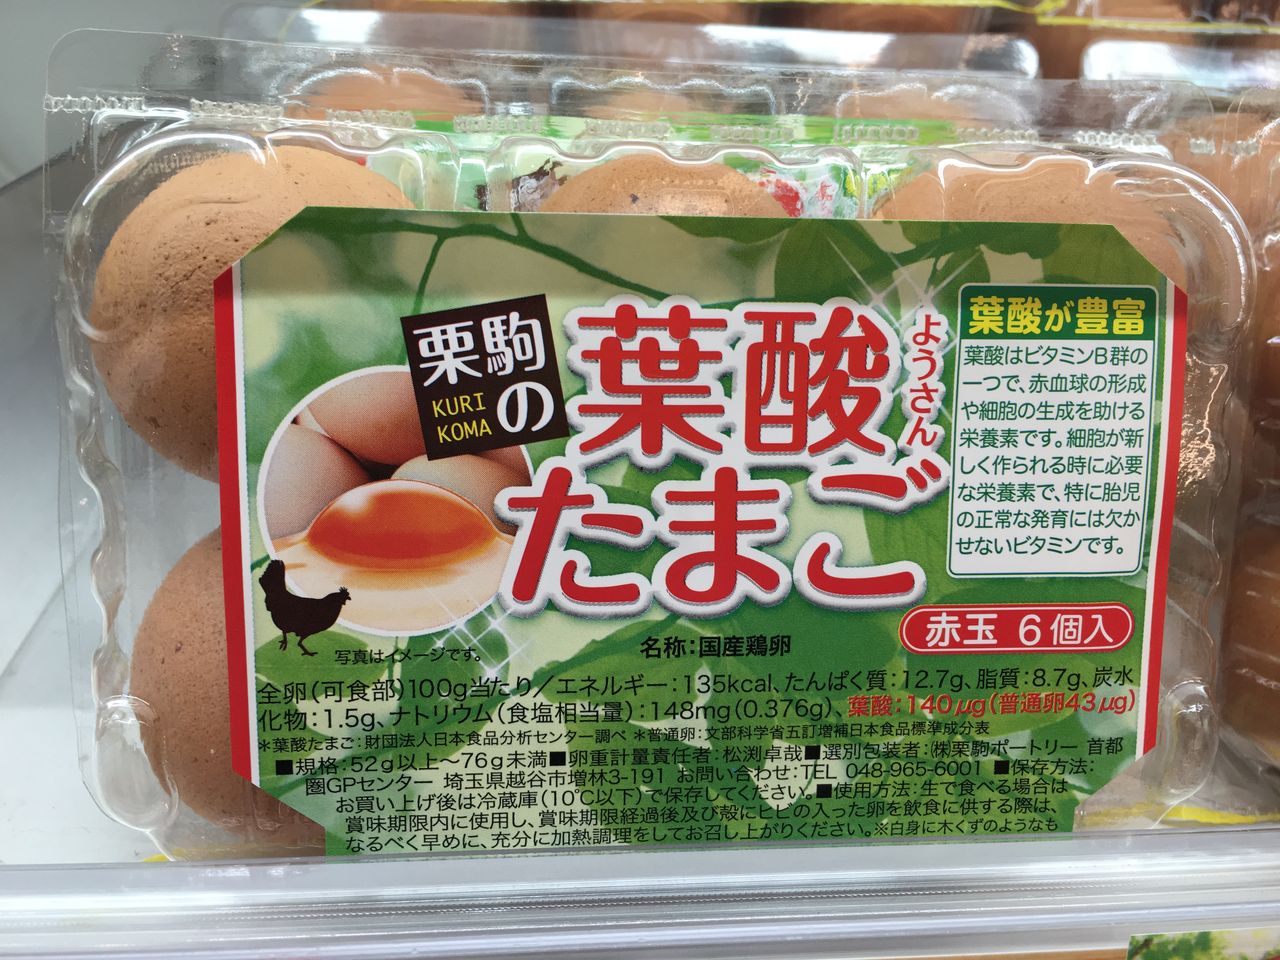 栗駒の
KURI
KOMA
葉酸
ようさん
たまご
葉酸が豊富
葉酸はビタミンB群の
一つで、赤血球の形成
や細胞の生成を助ける
栄養素です。細胞が新
しく作られる時に必要
な栄養素で、特に胎児
の正常な発育には欠か
せないビタミンです。
赤玉 6個入
名称:国産鶏卵
写真はイメージです。
全卵(可食部)100g当たり/エネルギー:135kcal、たんぱく質:12.7g、脂質:8.7g、炭水
化物:1.5g、ナトリウム(食塩相当量):148mg(0.376g)、葉酸:140μg(普通卵43μg)
*葉酸たまご:財団法人日本食品分析センター調べ *普通卵:文部科学省五訂増補日本食品標準成分表
■規格:52g以上~76g未満■卵重計量責任者:松渕卓哉■選別包装者:㈱栗駒ポートリー 首都
圏GPセンター 埼玉県越谷市増林3-191 お問い合わせ:TEL 048-965-6001 ■保存方法:
お買い上げ後は冷蔵庫(10℃以下)で保存してください。■使用方法:生で食べる場合は
賞味期限内に使用し、賞味期限経過後及び殻にヒビの入った卵を飲食に供する際は、
なるべく早めに、充分に加熱調理をしてお召し上がりください。※白身に木くずのようなも